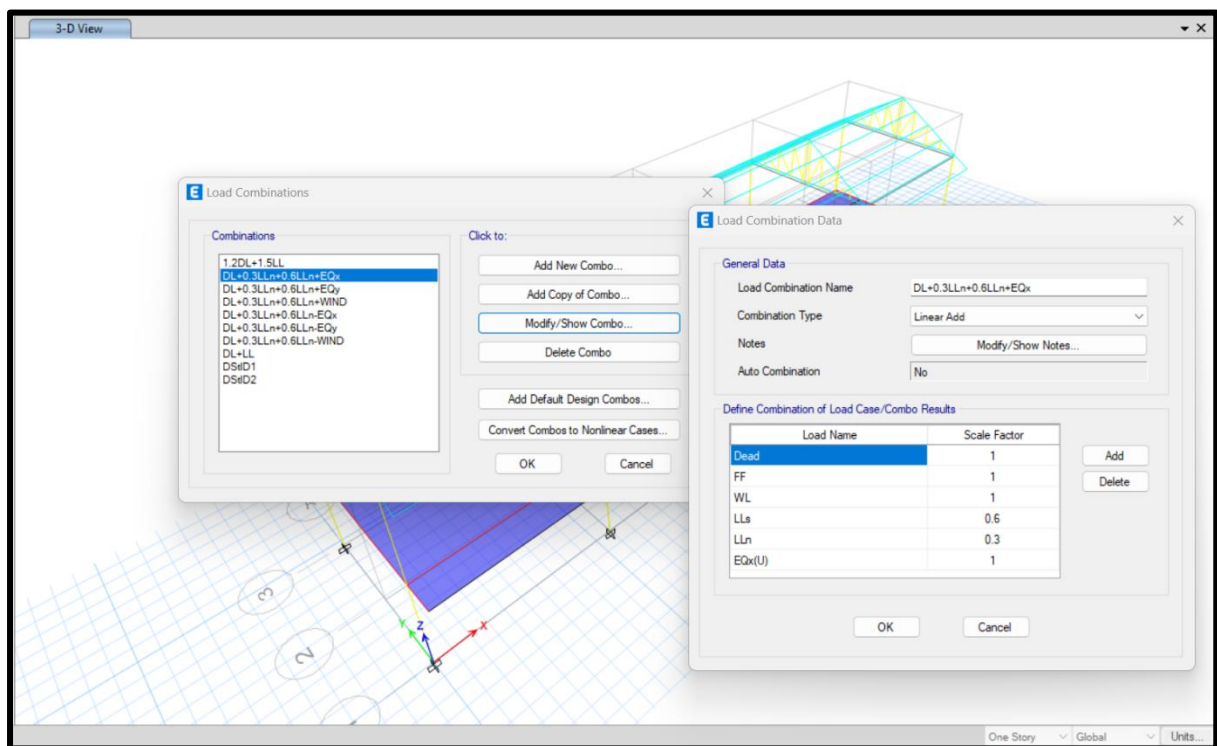 3-D View
E Load Combinations
Combinations
1.2DL+1.5LL
DL+0.3LLn+0.6LLn+EQx
DL+0.3LLn+0.6LLn+EQy
DL+0.3LLn+0.6LLn+WIND
DL+0.3LLn+0.6LLn-EQx
DL+0.3LLn+0.6LLn-EQy
DL+0.3LLn+0.6LLn-WIND
DL+LL
DStlD1
DStlD2
Click to:
Add New Combo...
Add Copy of Combo...
Modify/Show Combo...
Delete Combo
Add Default Design Combos...
Convert Combos to Nonlinear Cases...
OK Cancel
E Load Combination Data
General Data
Load Combination Name DL+0.3LLn+0.6LLn+EQx
Combination Type Linear Add
Notes Modify/Show Notes...
Auto Combination No
Define Combination of Load Case/Combo Results
Load Name Scale Factor
Dead 1 Add
FF 1 Delete
WL 1
LLs 0.6
LLn 0.3
EQx(U) 1
OK Cancel
3
2
Y Z X
One Story Global Units...